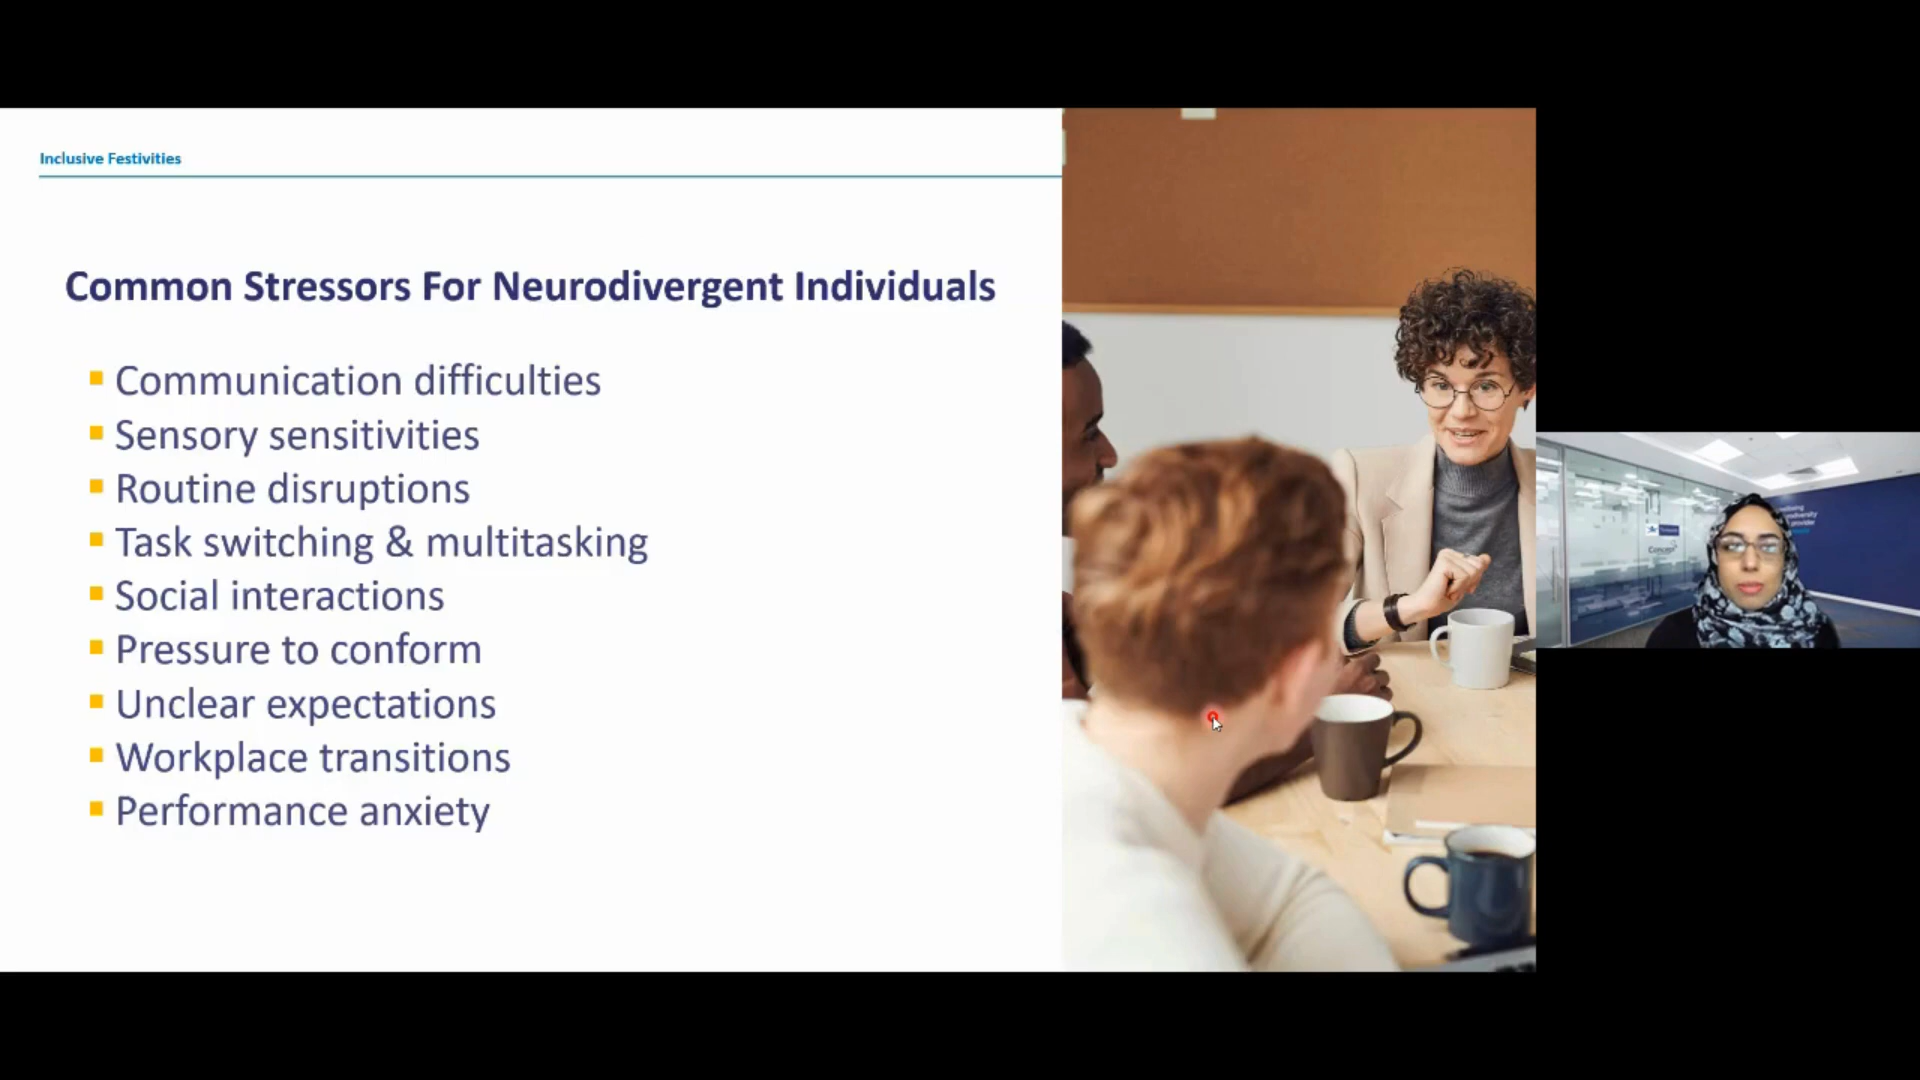 Inclusive Festivities
Common Stressors For Neurodivergent Individuals
Communication difficulties
Sensory sensitivities
Routine disruptions
Task switching & multitasking
Social interactions
Pressure to conform
Unclear expectations
Workplace transitions
Performance anxiety